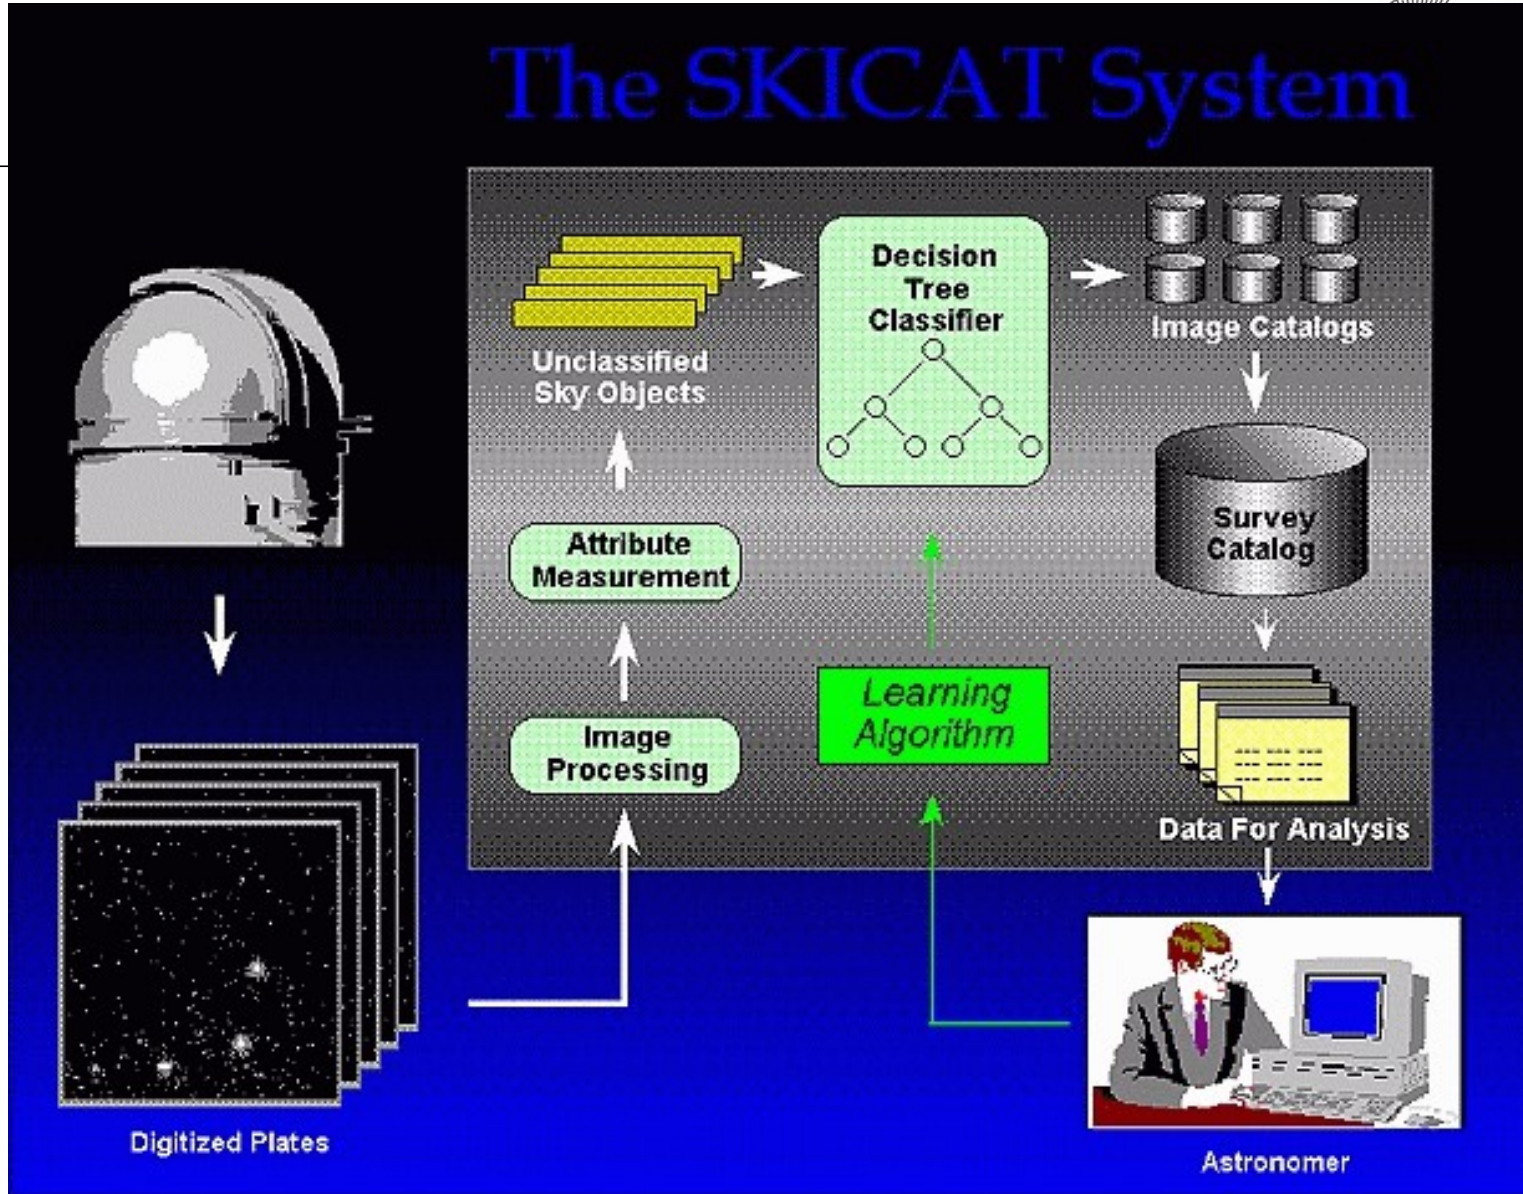 The SKICAT System
Unclassified
Sky Objects
Decision
Tree
Classifier
Image Catalogs
Survey
Catalog
Attribute
Measurement
Image
Processing
Learning
Algorithm
Data For Analysis
Digitized Plates
Astronomer